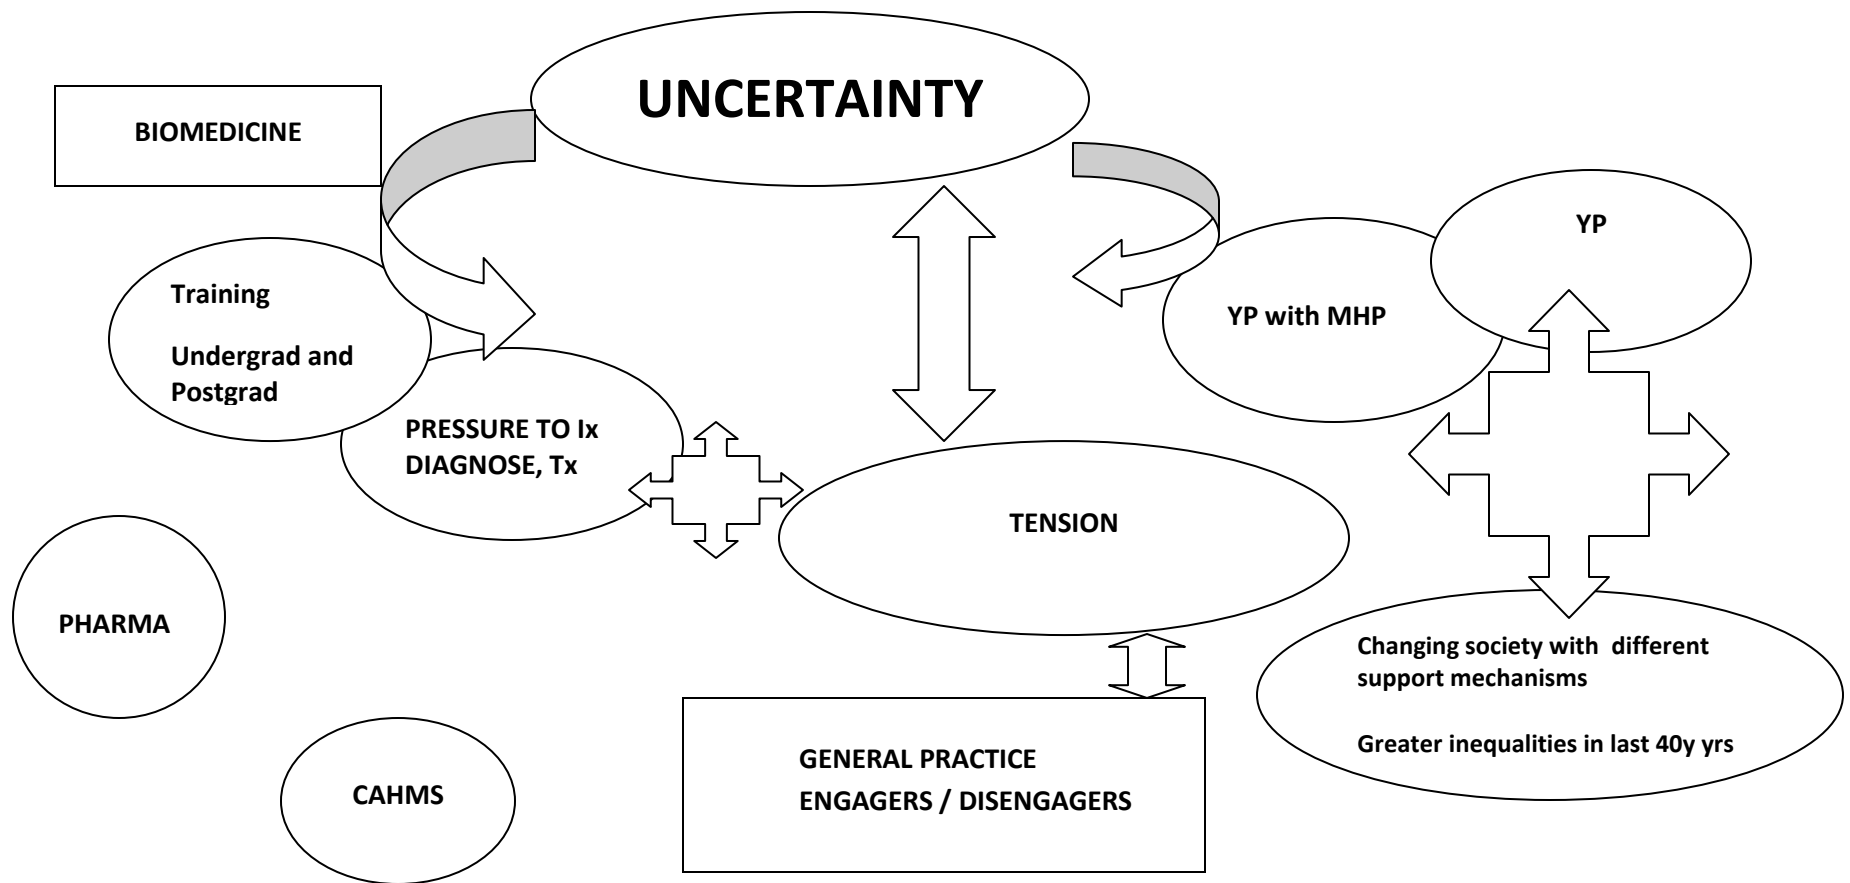 UNCERTAINTY
BIOMEDICINE
YP
Training
Undergrad and
Postgrad
YP with MHP
PRESSURE TO Ix
DIAGNOSE, Tx
TENSION
PHARMA
Changing society with different
support mechanisms
Greater inequalities in last 40y yrs
CAHMS
GENERAL PRACTICE
ENGAGERS / DISENGAGERS